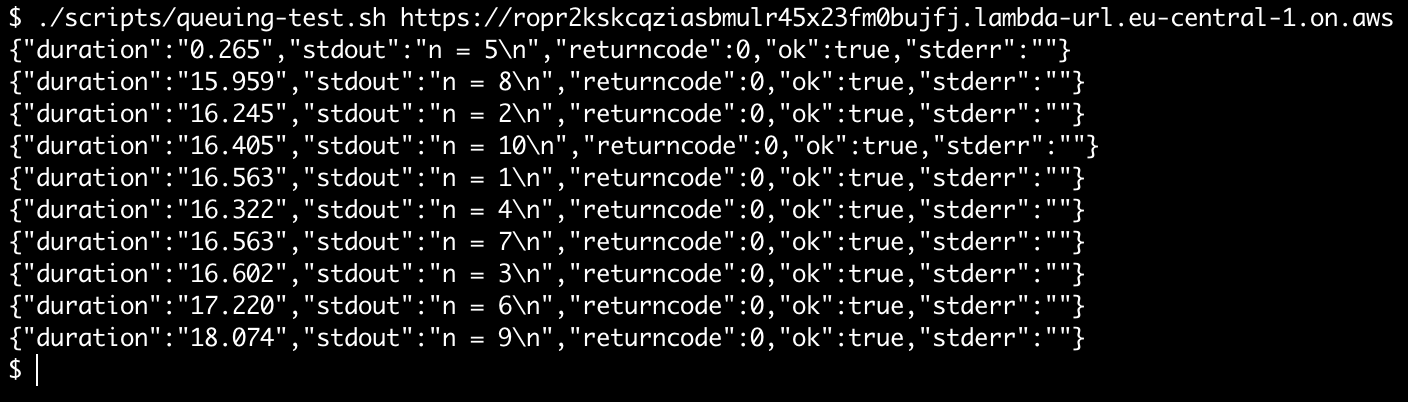 $ ./scripts/queuing-test.sh https://ropr2kskcqziasbmulr45x23fm0bujfj.lambda-url.eu-central-1.on.aws
{"duration":"0.265","stdout":"n = 5\n","returncode":0,"ok":true,"stderr":""}
{"duration":"15.959","stdout":"n = 8\n","returncode":0,"ok":true,"stderr":""}
{"duration":"16.245","stdout":"n = 2\n","returncode":0,"ok":true,"stderr":""}
{"duration":"16.405","stdout":"n = 10\n","returncode":0,"ok":true,"stderr":""}
{"duration":"16.563","stdout":"n = 1\n","returncode":0,"ok":true,"stderr":""}
{"duration":"16.322","stdout":"n = 4\n","returncode":0,"ok":true,"stderr":""}
{"duration":"16.563","stdout":"n = 7\n","returncode":0,"ok":true,"stderr":""}
{"duration":"16.602","stdout":"n = 3\n","returncode":0,"ok":true,"stderr":""}
{"duration":"17.220","stdout":"n = 6\n","returncode":0,"ok":true,"stderr":""}
{"duration":"18.074","stdout":"n = 9\n","returncode":0,"ok":true,"stderr":""}
$